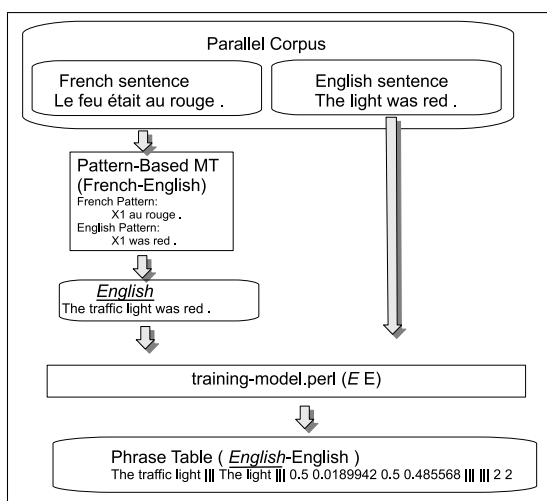 Parallel Corpus
French sentence
Le feu était au rouge .
English sentence
The light was red .
Pattern-Based MT
(French-English)
French Pattern:
X1 au rouge .
English Pattern:
X1 was red .
English
The traffic light was red .
training-model.perl (E E)
Phrase Table ( English-English )
The traffic light ||| The light ||| 0.5 0.0189942 0.5 0.485568 ||| ||| 2 2